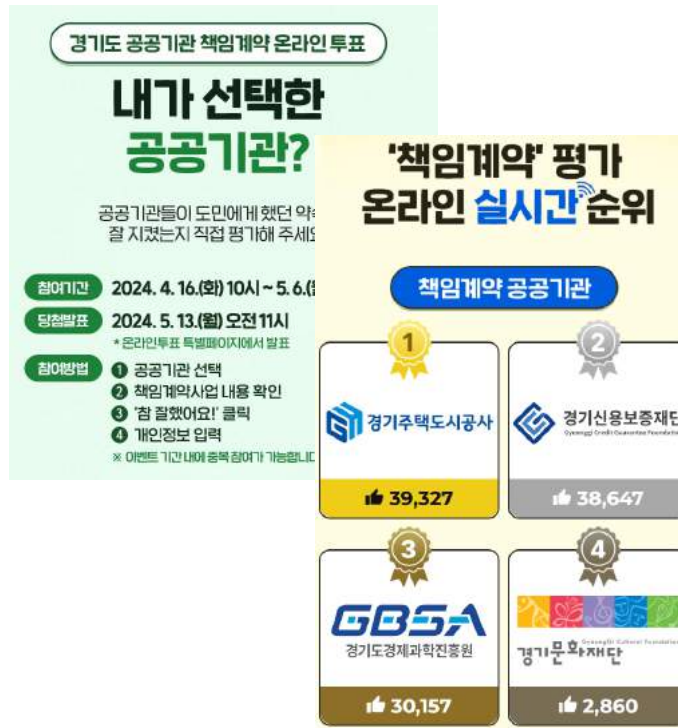 경기도 공공기관 책임계약 온라인 투표
내가 선택한
공공기관?
공공기관들이 도민에게 했던
잘 지켰는지 직접 평가해 주세요
참여기간 2024. 4. 16.(화) 10시 ~ 5. 6.
당첨발표 2024. 5. 13.(월) 오전 11시
* 온라인투표 특별페이지에서 발표
참여방법 1 공공기관 선택
2 책임계약사업 내용 확인
3 '참 잘했어요!' 클릭
4 개인정보 입력
※ 이벤트 기간 내에 중복 참여가 가능합니다
'책임계약' 평가
온라인 실시간 순위
책임계약 공공기관
1
경기주택도시공사
39,327
2
경기신용보증재단
Gyeonggi Credit Guarantee Foundation
38,647
3
GBSA
경기도경제과학진흥원
30,157
4
Gyeonggi Cultural Foundation
경기문화재단
2,860